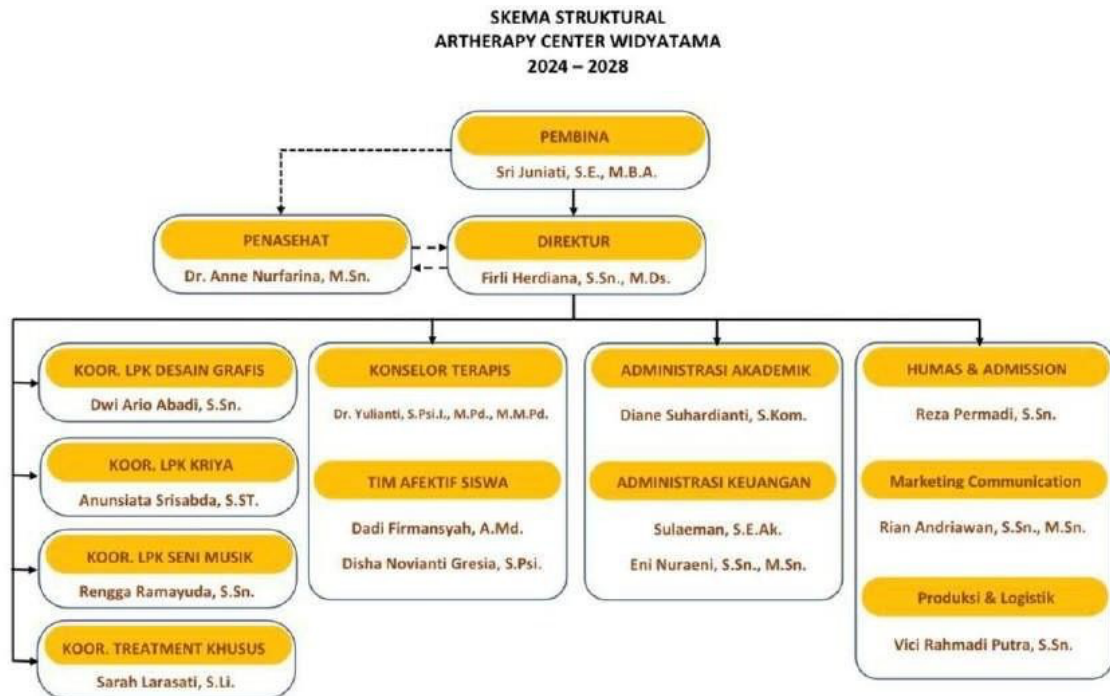 SKEMA STRUKTURAL
ARTHERAPY CENTER WIDYATAMA
2024 – 2028
PEMBINA
Sri Juniati, S.E., M.B.A.
PENASEHAT
Dr. Anne Nurfarina, M.Sn.
DIREKTUR
Firli Herdiana, S.Sn., M.Ds.
KOOR. LPK DESAIN GRAFIS
Dwi Ario Abadi, S.Sn.
KOOR. LPK KRIYA
Anunsiata Srisabda, S.ST.
KOOR. LPK SENI MUSIK
Rengga Ramayuda, S.Sn.
KOOR. TREATMENT KHUSUS
Sarah Larasati, S.Li.
KONSELOR TERAPIS
Dr. Yulianti, S.Psi.I., M.Pd., M.M.Pd.
TIM AFEKTIF SISWA
Dadi Firmansyah, A.Md.
Disha Novianti Gresia, S.Psi.
ADMINISTRASI AKADEMIK
Diane Suhardianti, S.Kom.
ADMINISTRASI KEUANGAN
Sulaeman, S.E.Ak.
Eni Nuraeni, S.Sn., M.Sn.
HUMAS & ADMISSION
Reza Permadi, S.Sn.
Marketing Communication
Rian Andriawan, S.Sn., M.Sn.
Produksi & Logistik
Vici Rahmadi Putra, S.Sn.